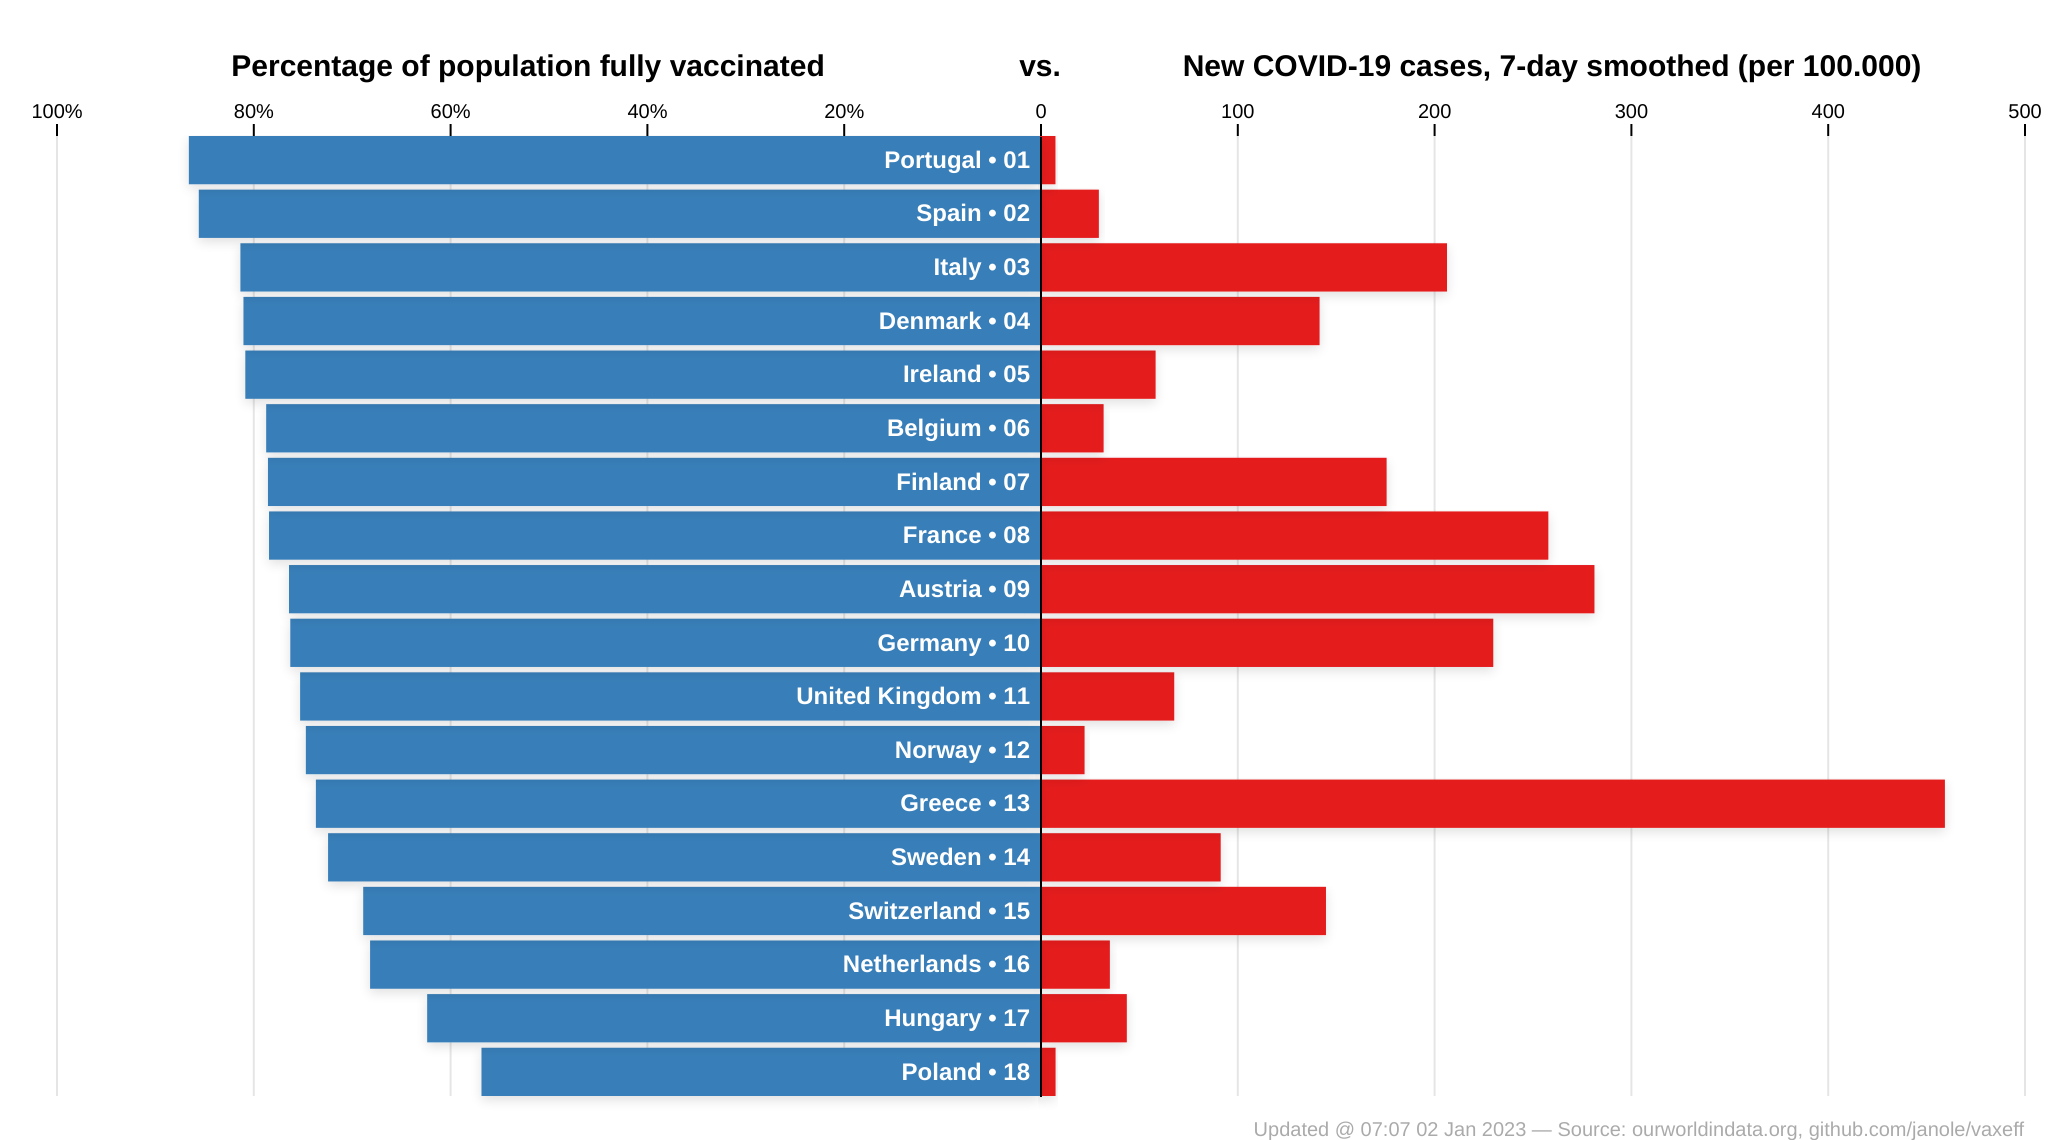 Percentage of population fully vaccinated vs. New COVID-19 cases, 7-day smoothed (per 100.000)
100% 80% 60% 40% 20% 0 100 200 300 400 500
Portugal • 01
Spain • 02
Italy • 03
Denmark • 04
Ireland • 05
Belgium • 06
Finland • 07
France • 08
Austria • 09
Germany • 10
United Kingdom • 11
Norway • 12
Greece • 13
Sweden • 14
Switzerland • 15
Netherlands • 16
Hungary • 17
Poland • 18
Updated @ 07:07 02 Jan 2023 — Source: ourworldindata.org, github.com/janole/vaxeff